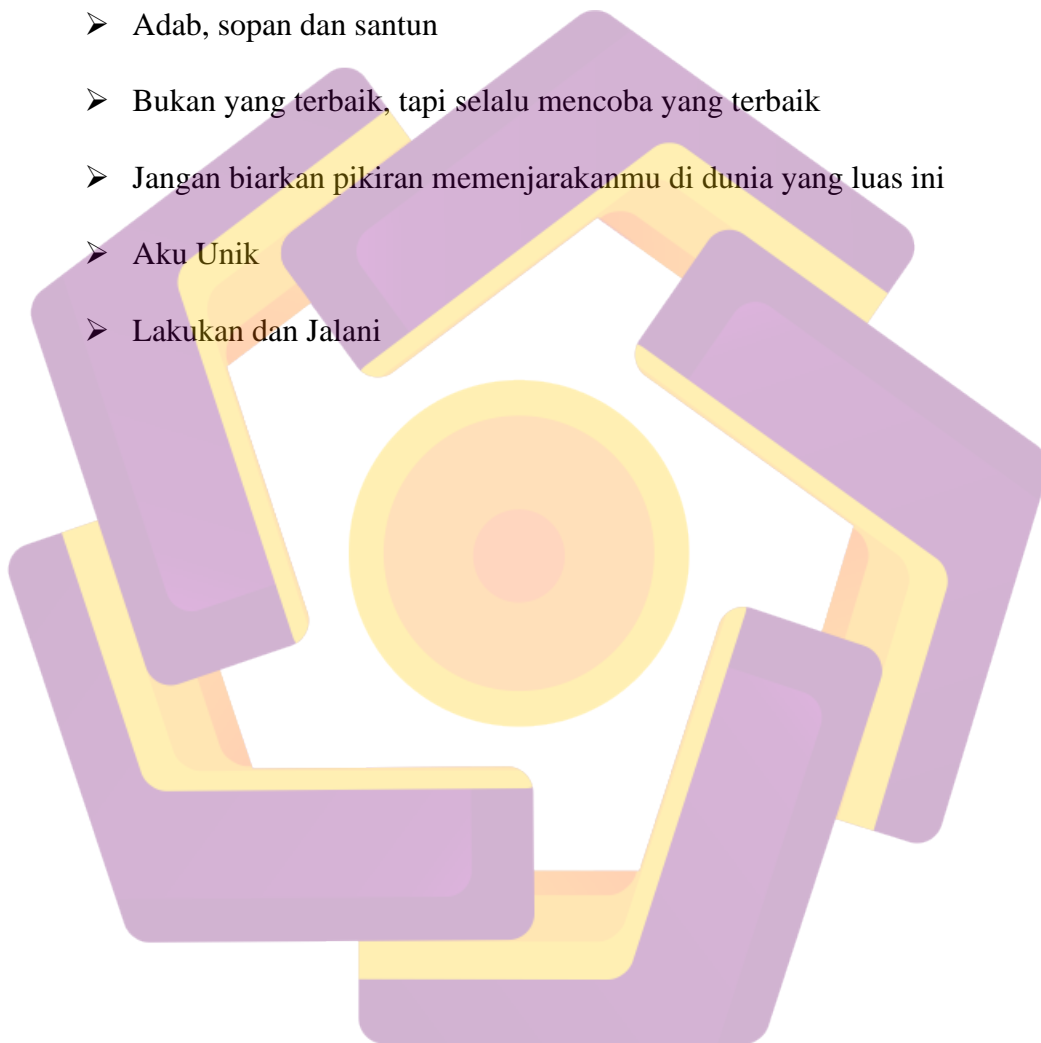 ➢ Adab, sopan dan santun
➢ Bukan yang terbaik, tapi selalu mencoba yang terbaik
➢ Jangan biarkan pikiran memenjarakanmu di dunia yang luas ini
➢ Aku Unik
➢ Lakukan dan Jalani